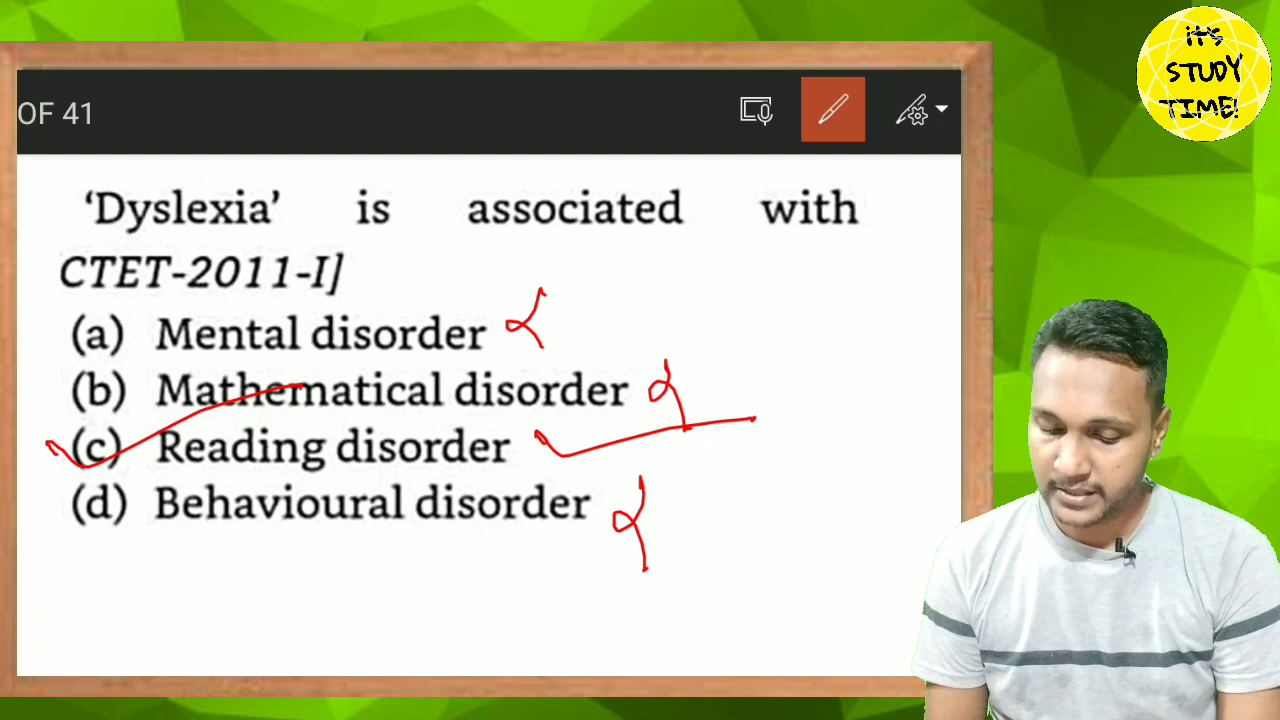 IT'S
STUDY
TIME!
OF 41
‘Dyslexia’ is associated with
CTET-2011-I]
(a) Mental disorder
(b) Mathematical disorder
(c) Reading disorder
(d) Behavioural disorder